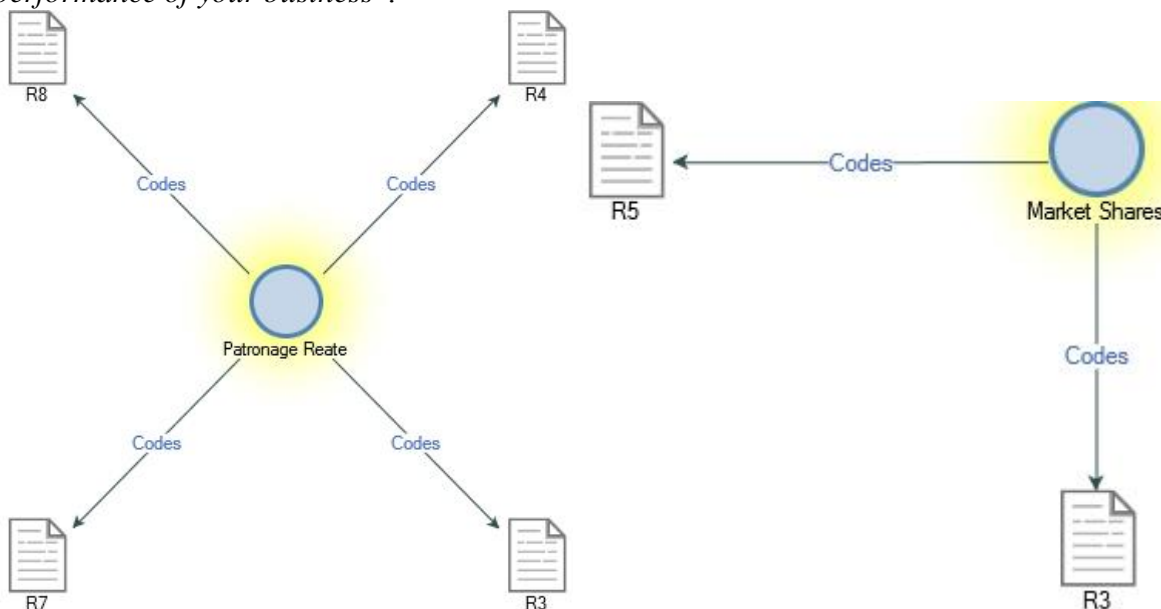 performance of your business".
R8
R4
Codes
Codes
Patronage Reate
Codes
Codes
R7
R3
Codes
R5
Market Shares
Codes
R3